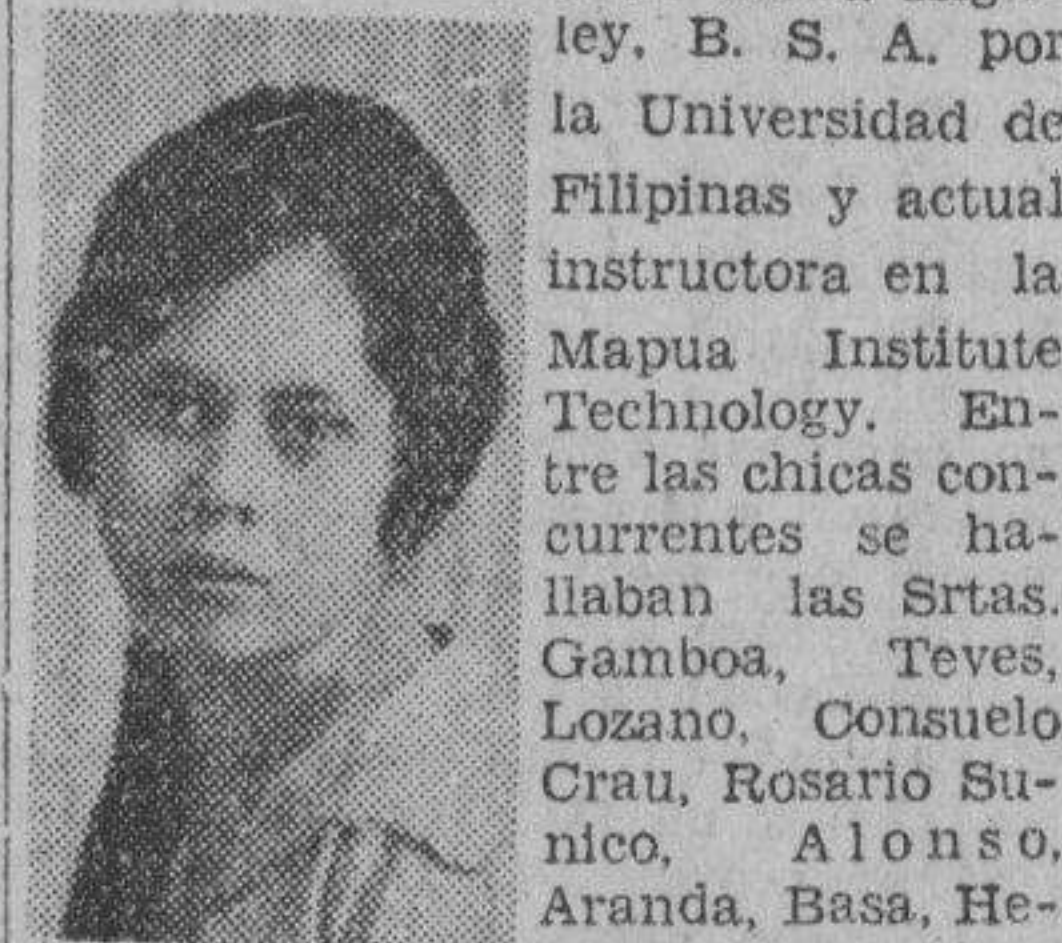 ley, B. S. A. por
la Universidad de
Filipinas y actual
instructora en la
Mapua Institute
Technology. En-
tre las chicas con-
currentes se ha-
llaban las Srtas.
Gamboa, Teves,
Lozano, Consuelo
Crau, Rosario Su-
nico, Alonso,
Aranda, Basa, He-